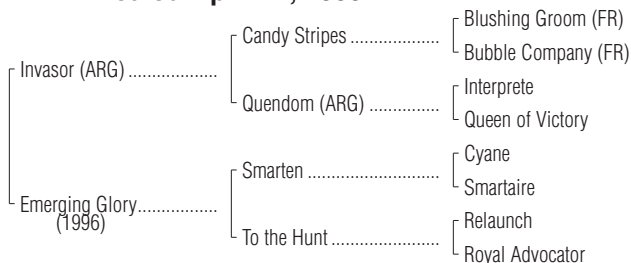 Blushing Groom (FR)
Candy Stripes
Bubble Company (FR)
Invasor (ARG)
Interprete
Quendom (ARG)
Queen of Victory
Cyane
Smarten
Smartaire
Emerging Glory
(1996)
Relaunch
To the Hunt
Royal Advocator